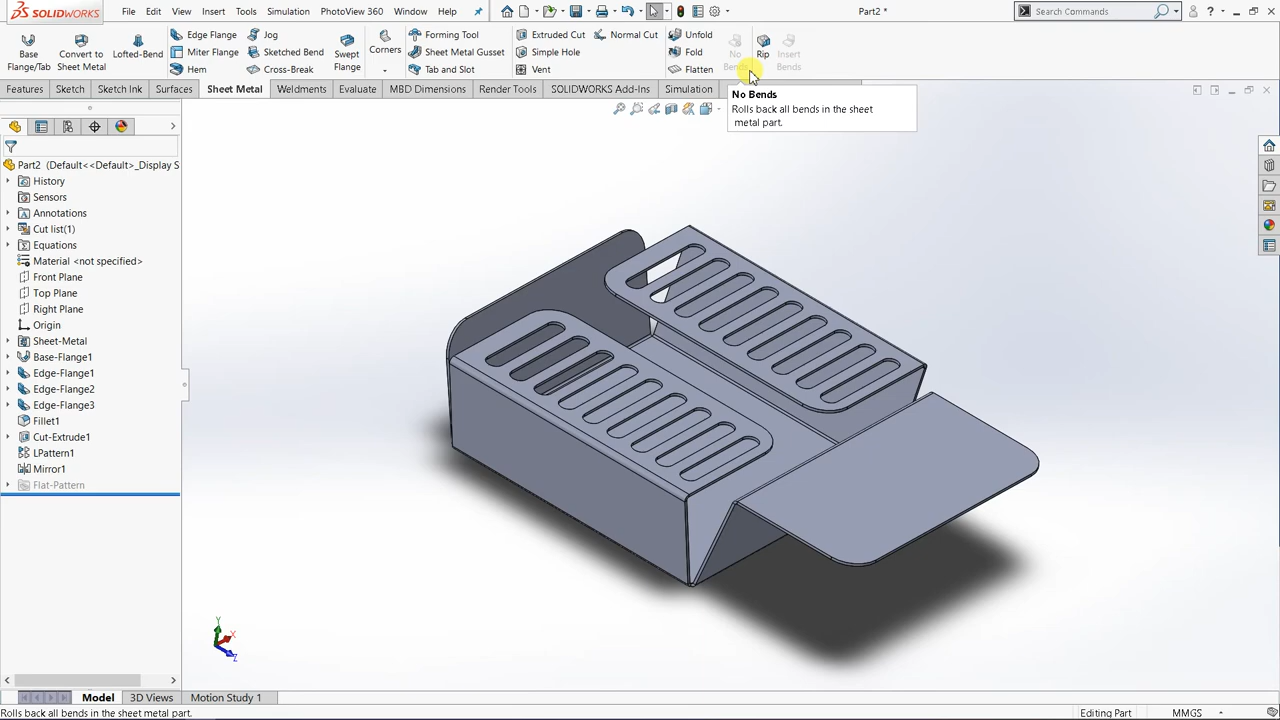 SOLIDWORKS File Edit View Insert Tools Simulation PhotoView 360 Window Help Part2 * Search Commands
Base Flange/Tab
Convert to Sheet Metal
Lofted-Bend
Edge Flange
Miter Flange
Hem
Jog
Sketched Bend
Cross-Break
Swept Flange
Corners
Forming Tool
Sheet Metal Gusset
Tab and Slot
Extruded Cut
Simple Hole
Vent
Normal Cut
Unfold
Fold
Flatten
No Bends
Rip
Insert Bends
Features Sketch Sketch Ink Surfaces Sheet Metal Weldments Evaluate MBD Dimensions Render Tools SOLIDWORKS Add-Ins Simulation
No Bends
Rolls back all bends in the sheet
metal part.
Part2 (Default<<Default>_Display S
History
Sensors
Annotations
Cut list(1)
Equations
Material <not specified>
Front Plane
Top Plane
Right Plane
Origin
Sheet-Metal
Base-Flange1
Edge-Flange1
Edge-Flange2
Edge-Flange3
Fillet1
Cut-Extrude1
LPattern1
Mirror1
Flat-Pattern
Y
X
Z
Model 3D Views Motion Study 1
Rolls back all bends in the sheet metal part. Editing Part MMGS